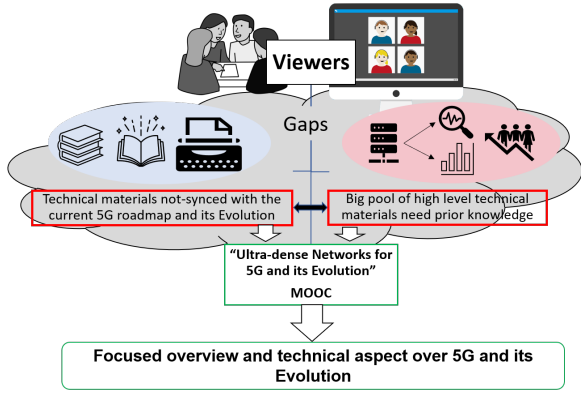 Viewers
Gaps
Technical materials not-synced with the
current 5G roadmap and its Evolution
Big pool of high level technical
materials need prior knowledge
“Ultra-dense Networks for
5G and its Evolution”
MOOC
Focused overview and technical aspect over 5G and its
Evolution